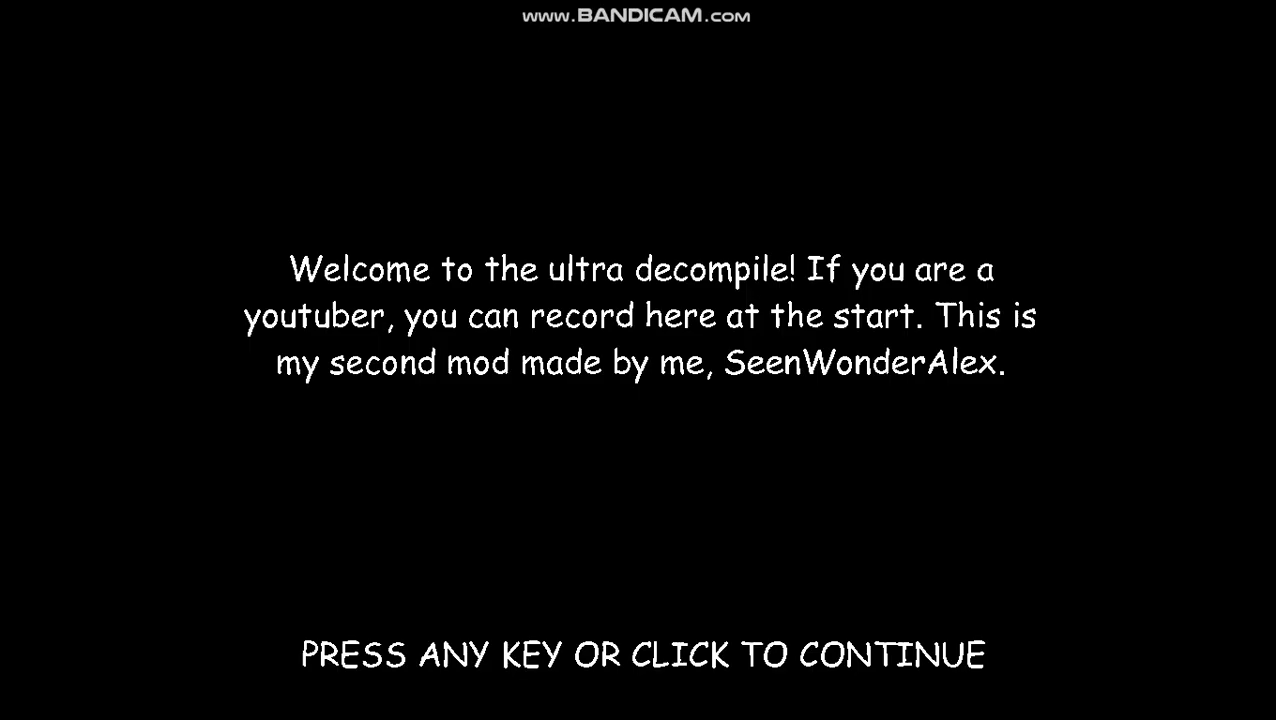 www.BANDICAM.com
Welcome to the ultra decompile! If you are a
youtuber, you can record here at the start. This is
my second mod made by me, SeenWonderAlex.
PRESS ANY KEY OR CLICK TO CONTINUE